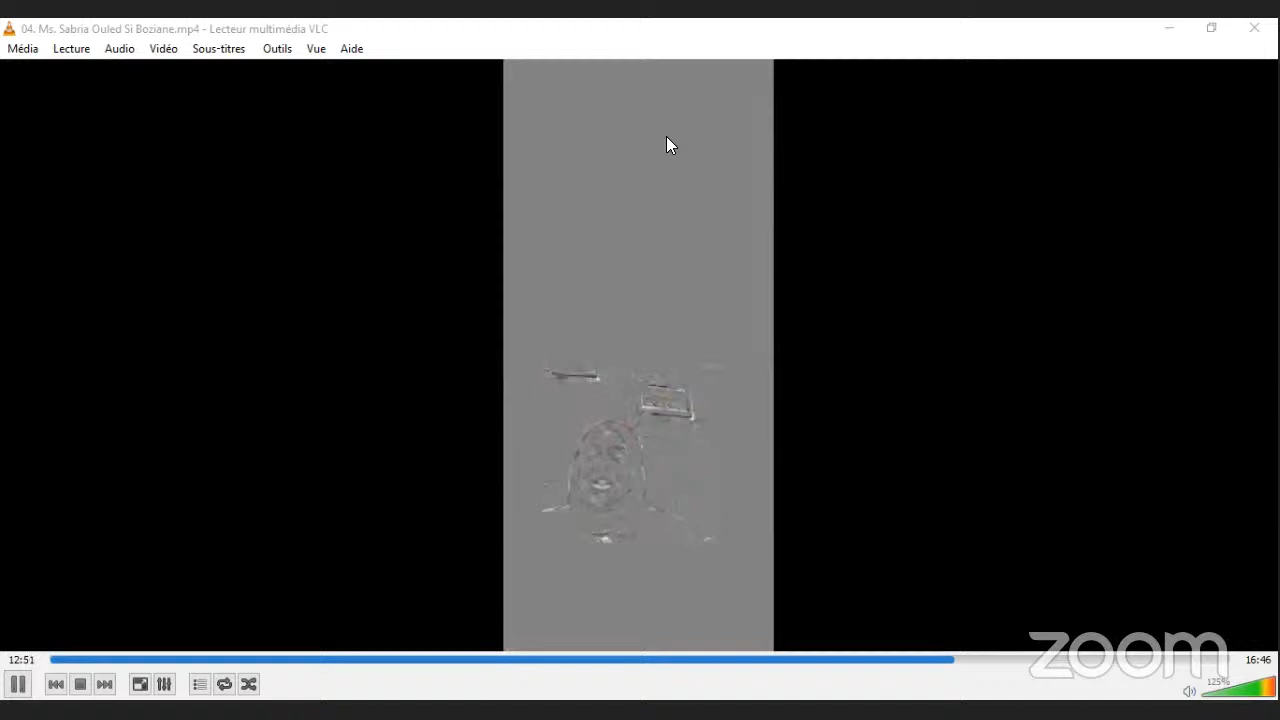 04. Ms. Sabria Ouled Si Boziane.mp4 - Lecteur multimédia VLC
Média Lecture Audio Vidéo Sous-titres Outils Vue Aide
zoom
12:51 16:46
125%